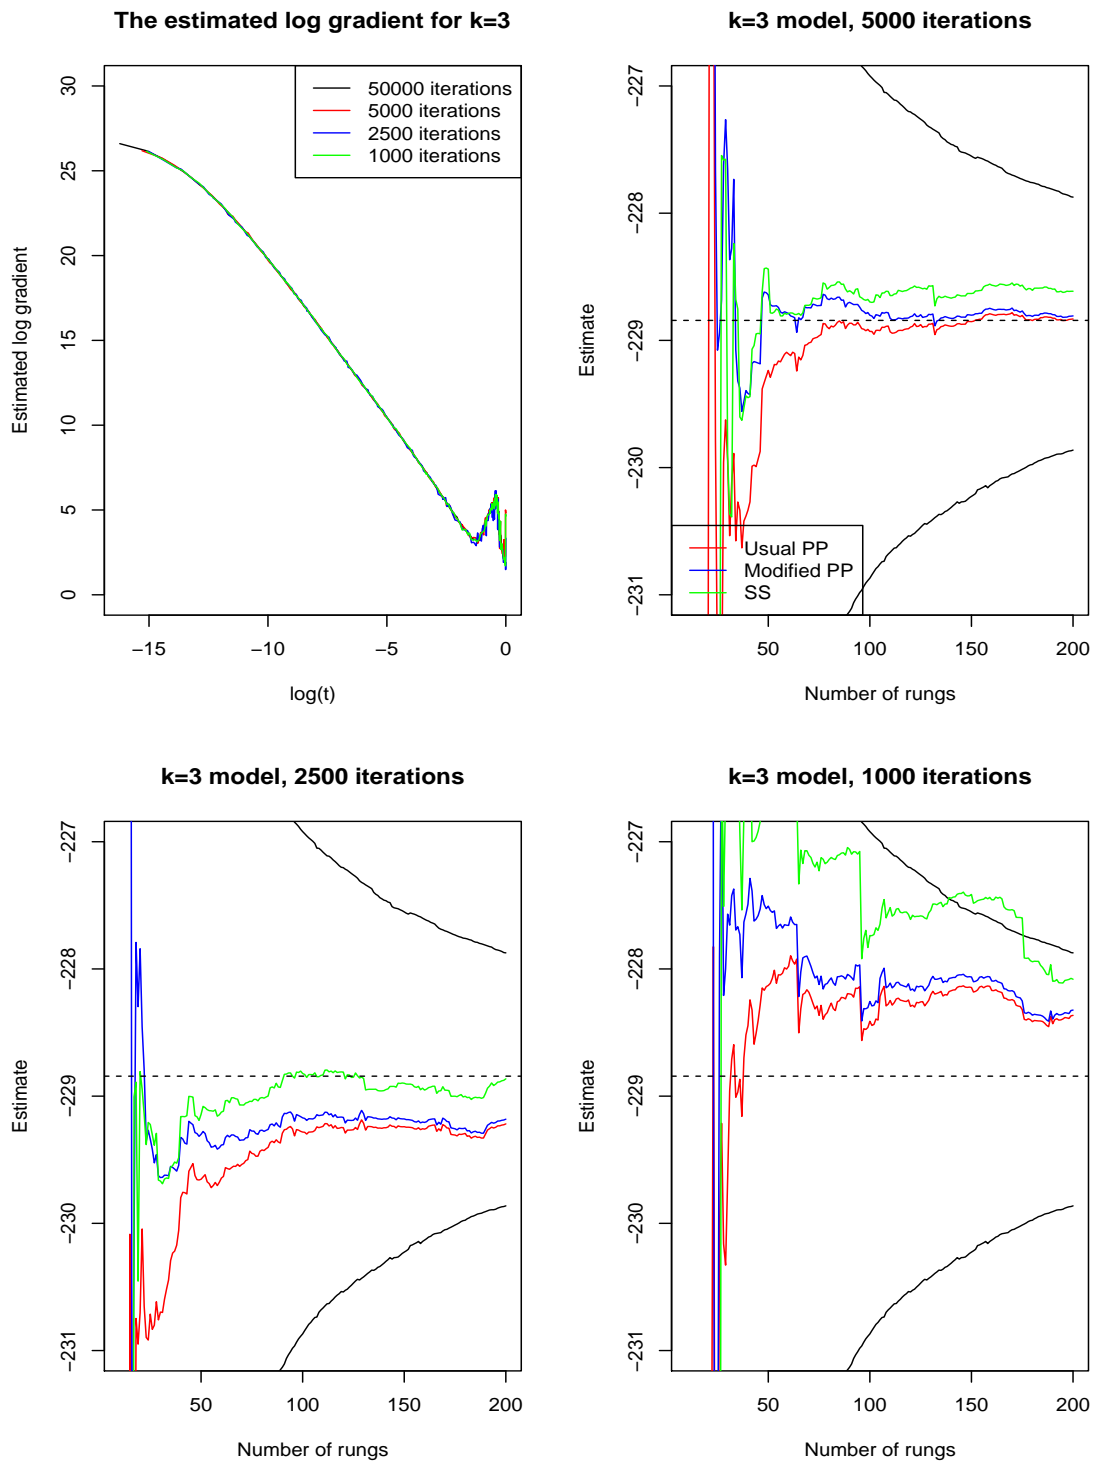 The estimated log gradient for k=3
50000 iterations
5000 iterations
2500 iterations
1000 iterations
Estimated log gradient
30
25
20
15
10
5
0
−15
−10
−5
0
log(t)
k=3 model, 5000 iterations
Estimate
−227
−228
−229
−230
−231
Usual PP
Modified PP
SS
50
100
150
200
Number of rungs
k=3 model, 2500 iterations
Estimate
−227
−228
−229
−230
−231
50
100
150
200
Number of rungs
k=3 model, 1000 iterations
Estimate
−227
−228
−229
−230
−231
50
100
150
200
Number of rungs